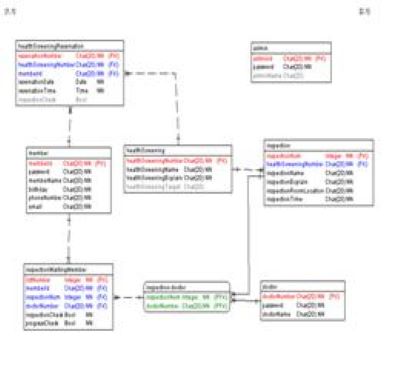 healthScreeningReservation
reservationNumber Char(20) NN (PK)
healthScreeningNumber Char(20) NN (FK)
memberId Char(20) NN (FK)
reservationDate Date NN
reservationTime Time NN
inspectionCheck Bool
admin
adminId Char(20) NN (PK)
password Char(20) NN
adminName Char(20)
member
memberId Char(20) NN (PK)
password Char(20) NN
memberName Char(20) NN
birthday Char(20) NN
phoneNumber Char(20) NN
email Char(20) NN
healthScreening
healthScreeningNumber Char(20) NN (PK)
healthScreeningName Char(20) NN
healthScreeningExplain Char(20) NN
healthScreeningTarget Char(20)
inspection
inspectionNum Integer NN (PK)
healthScreeningNumber Char(20) NN (FK)
inspectionName Char(20) NN
inspectionExplain Char(20) NN
inspectionRoomLocation Char(20) NN
inspectionTime Char(20) NN
inspectionWaitingMember
Integer NN (PK)
memberId Char(20) NN (FK)
inspectionNum Integer NN (FK)
doctorNumber Char(20) NN (FK)
inspectionCheck Bool NN
progressCheck Bool NN
inspection-doctor
inspectionNum Integer NN (PFK)
doctorNumber Char(20) NN (PFK)
doctor
doctorNumber Char(20) NN (PK)
password Char(20) NN
doctorName Char(20) NN